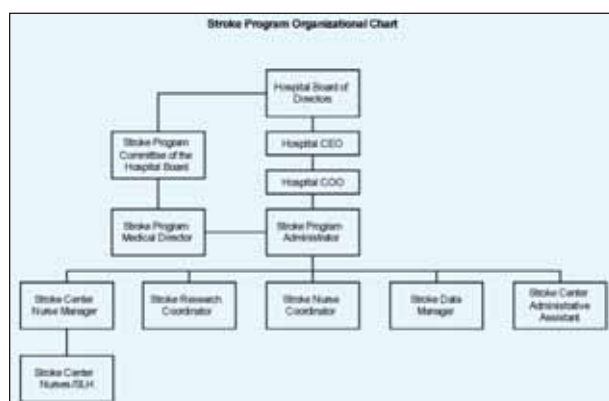 Stroke Program Organizational Chart
Hospital Board of
Directors
Stroke Program
Committee of the
Hospital Board
Hospital CEO
Hospital COO
Stroke Program
Medical Director
Stroke Program
Administrator
Stroke Center
Nurse Manager
Stroke Research
Coordinator
Stroke Nurse
Coordinator
Stroke Data
Manager
Stroke Center
Administrative
Assistant
Stroke Center
Nurses/SLH